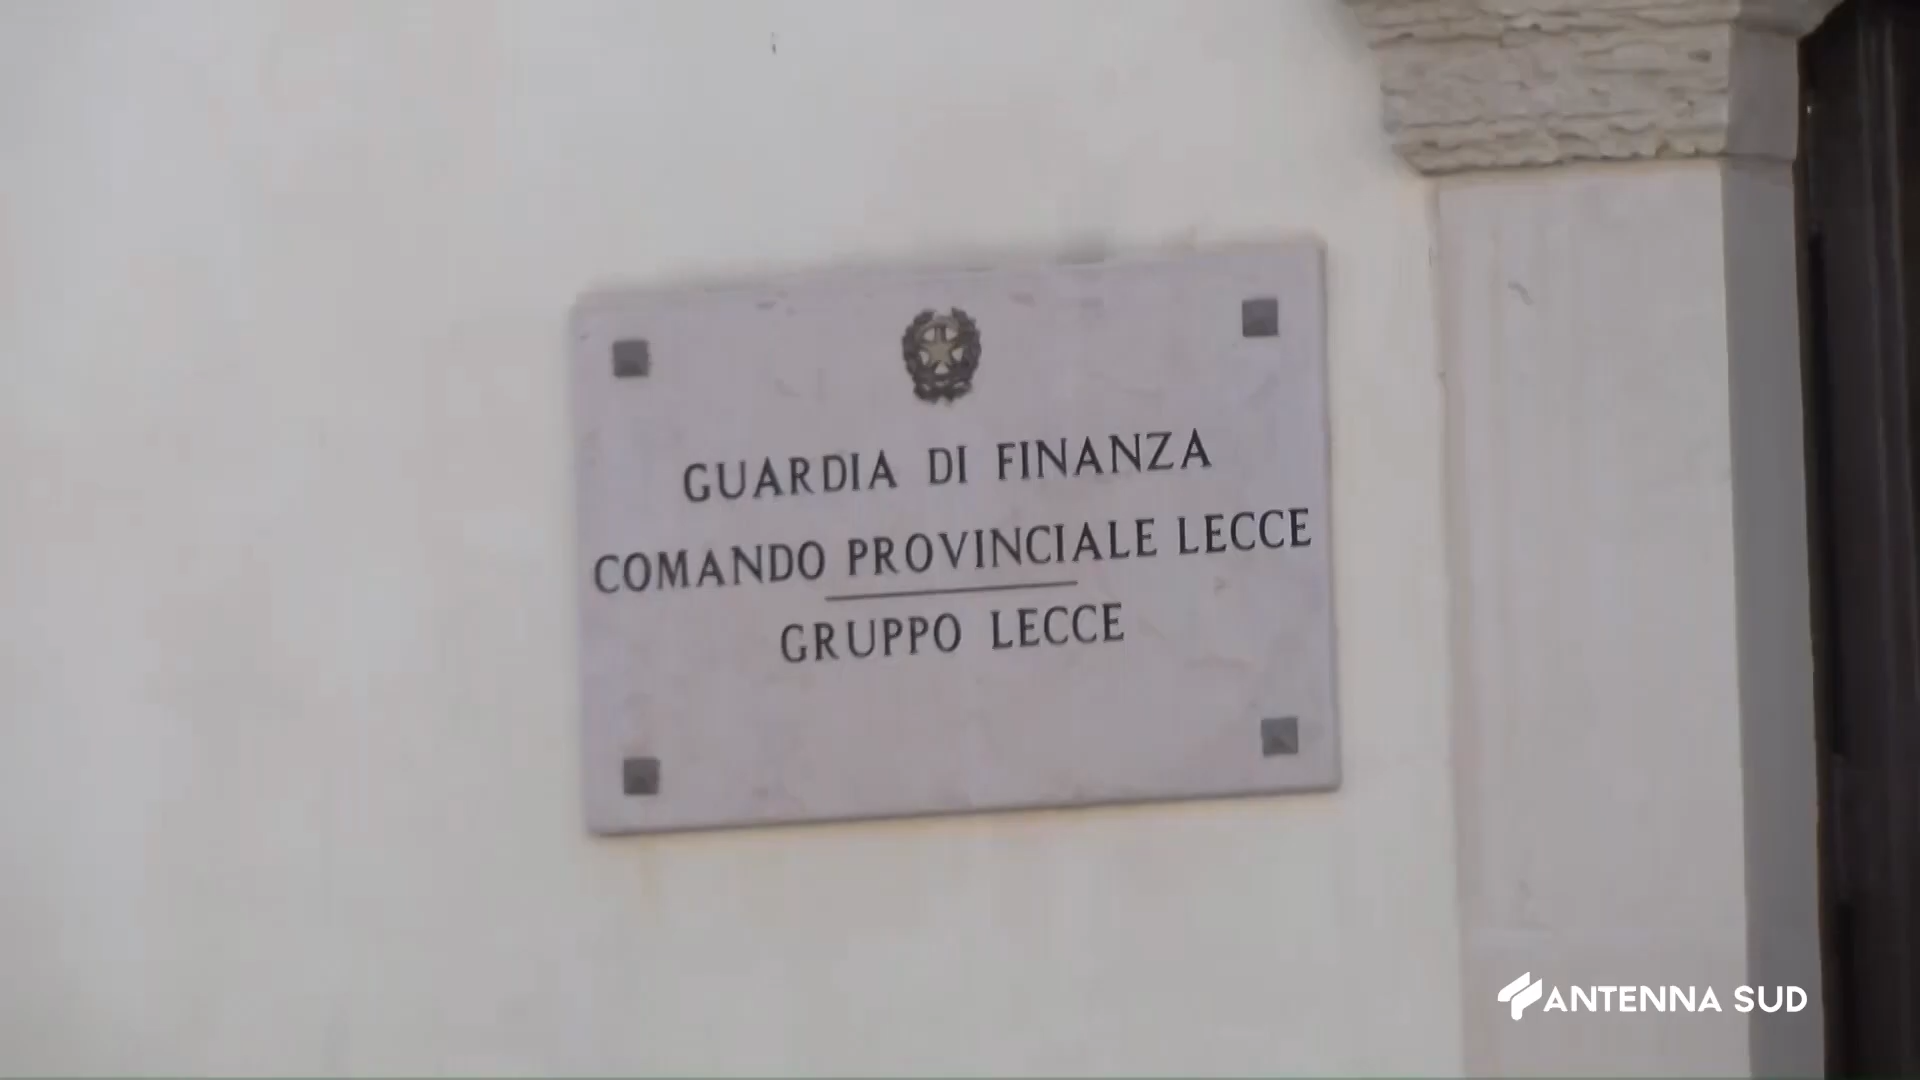 GUARDIA DI FINANZA
COMANDO PROVINCIALE LECCE
GRUPPO LECCE
ANTENNA SUD